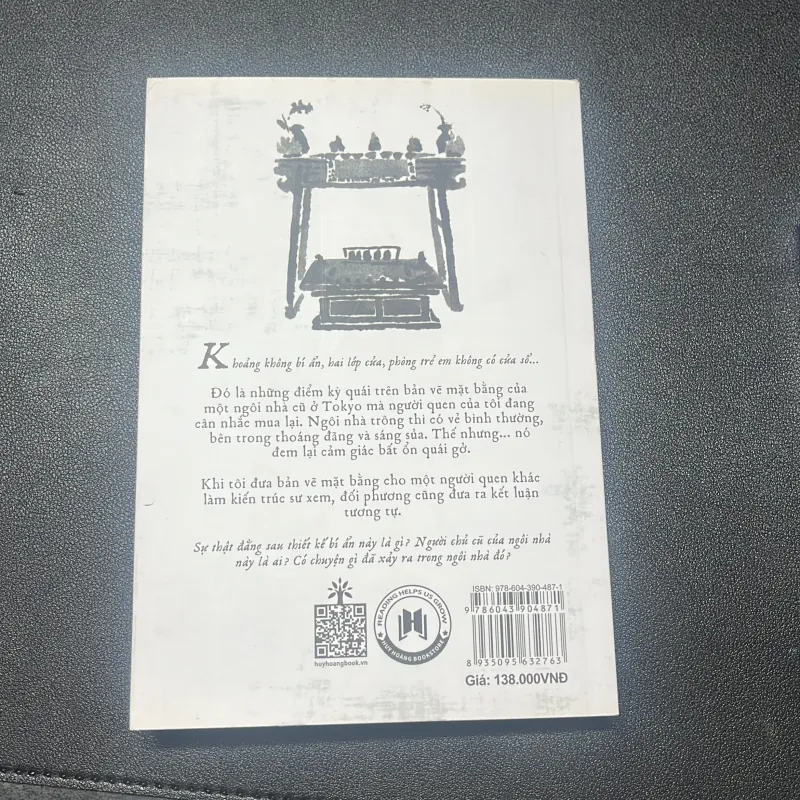 Khoảng không bí ẩn, hai lớp cửa, phòng trẻ em không có cửa sổ...
Đó là những điểm kỳ quái trên bản vẽ mặt bằng của
một ngôi nhà cũ ở Tokyo mà người quen của tôi đang
cân nhắc mua lại. Ngôi nhà trông thì có vẻ bình thường,
bên trong thoáng đãng và sáng sủa. Thế nhưng... nó
đem lại cảm giác bất ổn quái gở.
Khi tôi đưa bản vẽ mặt bằng cho một người quen khác
làm kiến trúc sư xem, đối phương cũng đưa ra kết luận
tương tự.
Sự thật đằng sau thiết kế bí ẩn này là gì? Người chủ cũ của ngôi nhà
này là ai? Có chuyện gì đã xảy ra trong ngôi nhà đó?
huyhoangbook.vn
READING HELPS US GROW
HUY HOANG BOOKSTORE
ISBN: 978-604-390-487-1
9 786043 904871
8 935095 632763
Giá: 138.000VNĐ